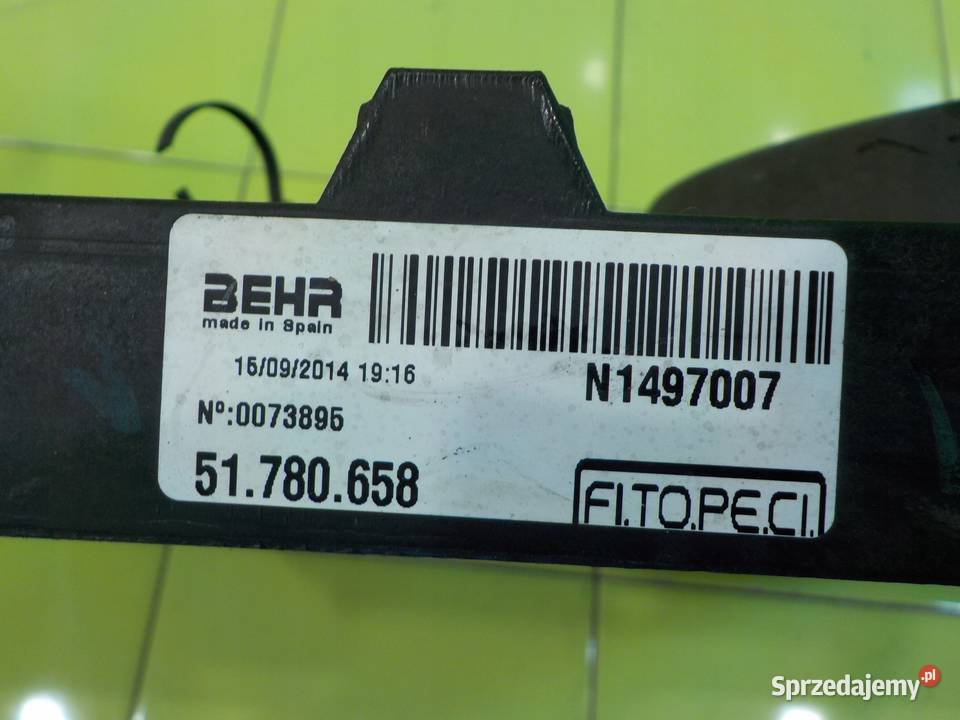 BEHR
made in Spain
15/09/2014 19:16
N1497007
Nº:0073895
51.780.658
FI.TO.PE.CI.
Sprzedajemy.pl